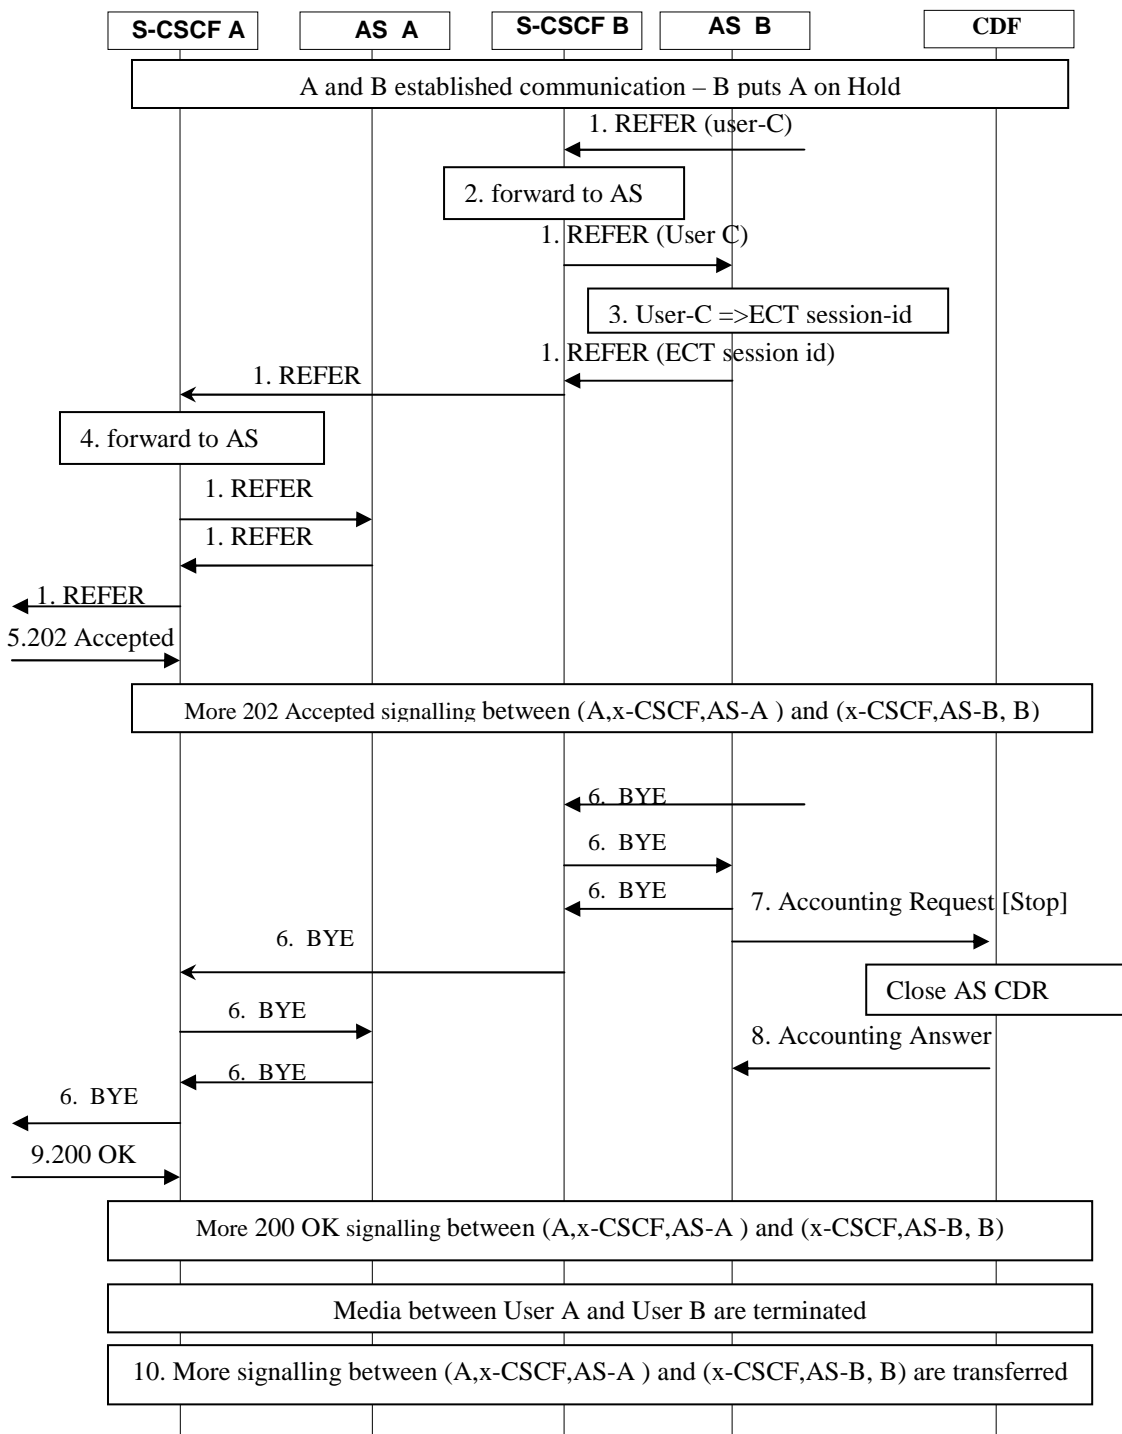 S-CSCF A
AS A
S-CSCF B
AS B
CDF
A and B established communication – B puts A on Hold
1. REFER (user-C)
2. forward to AS
1. REFER (User C)
3. User-C =>ECT session-id
1. REFER (ECT session id)
1. REFER
4. forward to AS
1. REFER
1. REFER
1. REFER
5.202 Accepted
More 202 Accepted signalling between (A,x-CSCF,AS-A ) and (x-CSCF,AS-B, B)
6. BYE
6. BYE
6. BYE
7. Accounting Request [Stop]
6. BYE
Close AS CDR
6. BYE
8. Accounting Answer
6. BYE
6. BYE
9.200 OK
More 200 OK signalling between (A,x-CSCF,AS-A ) and (x-CSCF,AS-B, B)
Media between User A and User B are terminated
10. More signalling between (A,x-CSCF,AS-A ) and (x-CSCF,AS-B, B) are transferred